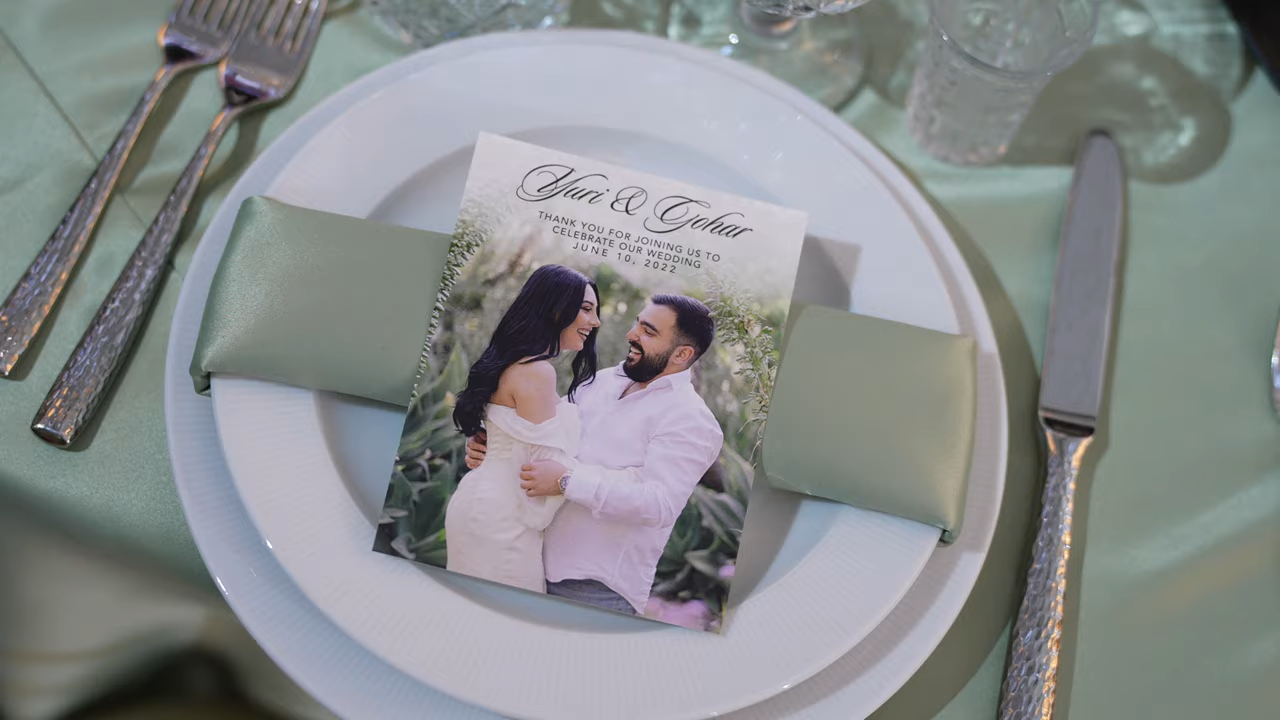 Yuri & Gohar
THANK YOU FOR JOINING US TO
CELEBRATE OUR WEDDING
JUNE 10, 2022